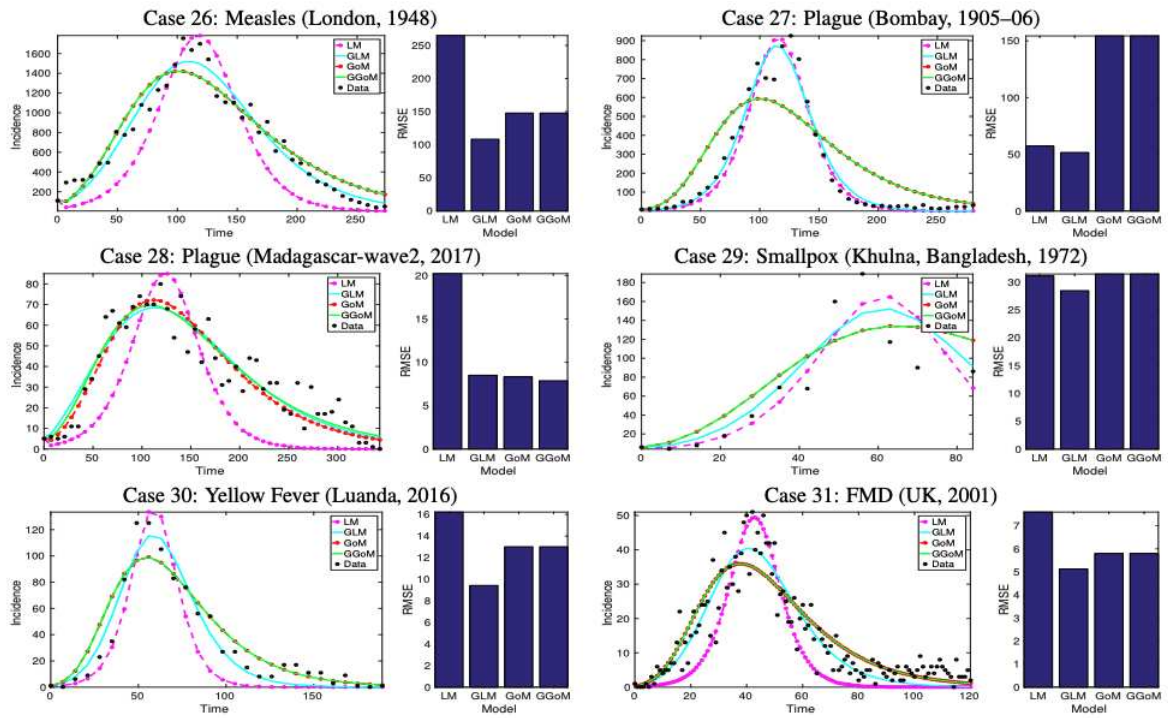 Case 26: Measles (London, 1948)
1600
1400
1200
1000
800
600
400
200
0
50
100
150
200
250
Incidence
Time
LM
GLM
GoM
GGoM
Data
250
200
150
100
50
0
RMSE
LM
GLM
GoM
GGoM
Model
Case 27: Plague (Bombay, 1905–06)
900
800
700
600
500
400
300
200
100
0
50
100
150
200
250
Incidence
Time
LM
GLM
GoM
GGoM
Data
150
100
50
0
RMSE
LM
GLM
GoM
GGoM
Model
Case 28: Plague (Madagascar-wave2, 2017)
80
70
60
50
40
30
20
10
0
0
50
100
150
200
250
300
Incidence
Time
LM
GLM
GoM
GGoM
Data
20
15
10
5
0
RMSE
LM
GLM
GoM
GGoM
Model
Case 29: Smallpox (Khulna, Bangladesh, 1972)
180
160
140
120
100
80
60
40
20
0
20
40
60
80
Incidence
Time
LM
GLM
GoM
GGoM
Data
30
25
20
15
10
5
0
RMSE
LM
GLM
GoM
GGoM
Model
Case 30: Yellow Fever (Luanda, 2016)
120
100
80
60
40
20
0
0
50
100
150
Incidence
Time
LM
GLM
GoM
GGoM
Data
16
14
12
10
8
6
4
2
0
RMSE
LM
GLM
GoM
GGoM
Model
Case 31: FMD (UK, 2001)
50
40
30
20
10
0
0
20
40
60
80
100
120
Incidence
Time
LM
GLM
GoM
GGoM
Data
7
6
5
4
3
2
1
0
RMSE
LM
GLM
GoM
GGoM
Model